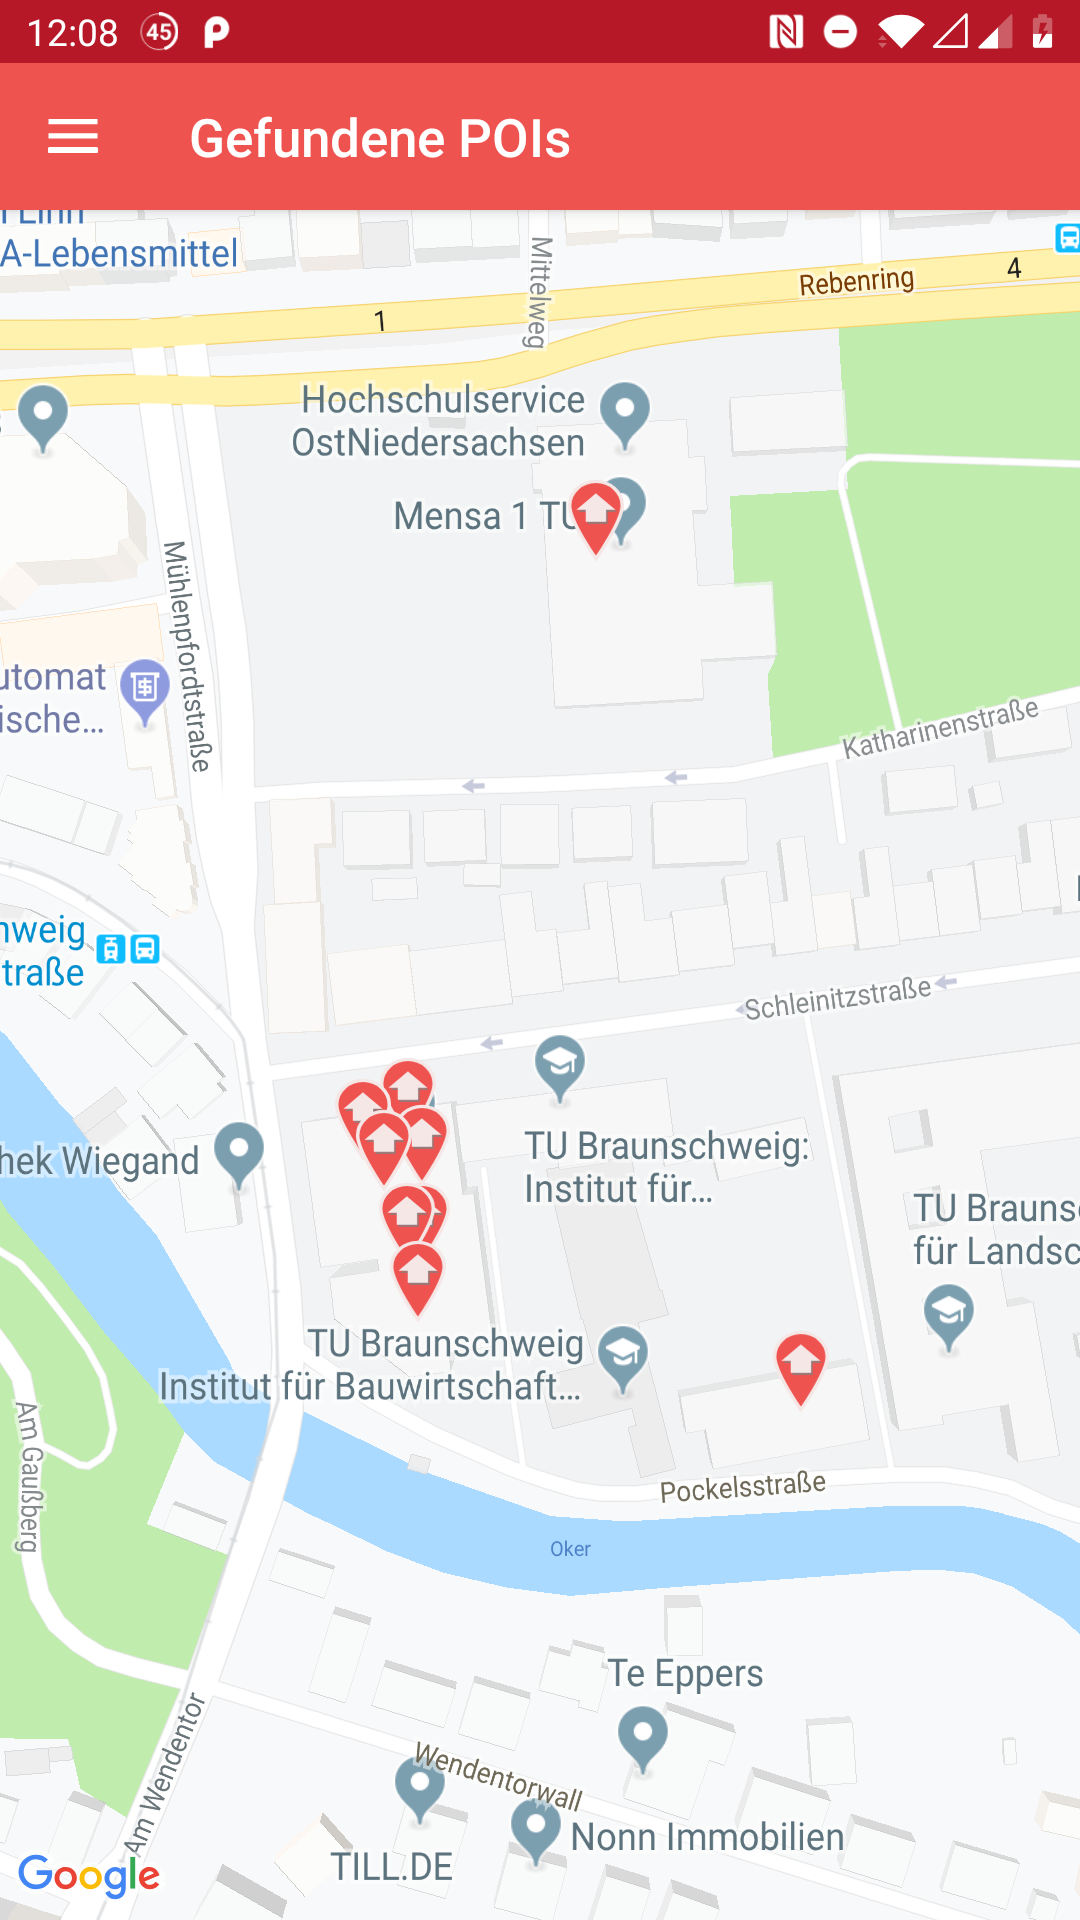 12:08
45
Gefundene POIs
A-Lebensmittel
Mittelweg
Rebenring
4
1
Hochschulservice
OstNiedersachsen
Mensa 1 TU
Mühlenpfordtstraße
utomat
ische...
Katharinenstraße
nweig
traße
Schleinitzstraße
hek Wiegand
TU Braunschweig:
Institut für...
TU Brauns
für Landsc
TU Braunschweig
Institut für Bauwirtschaft...
Am Gaußberg
Pockelsstraße
Oker
Te Eppers
Am Wendentor
Wendentorwall
Nonn Immobilien
TILL.DE
Google